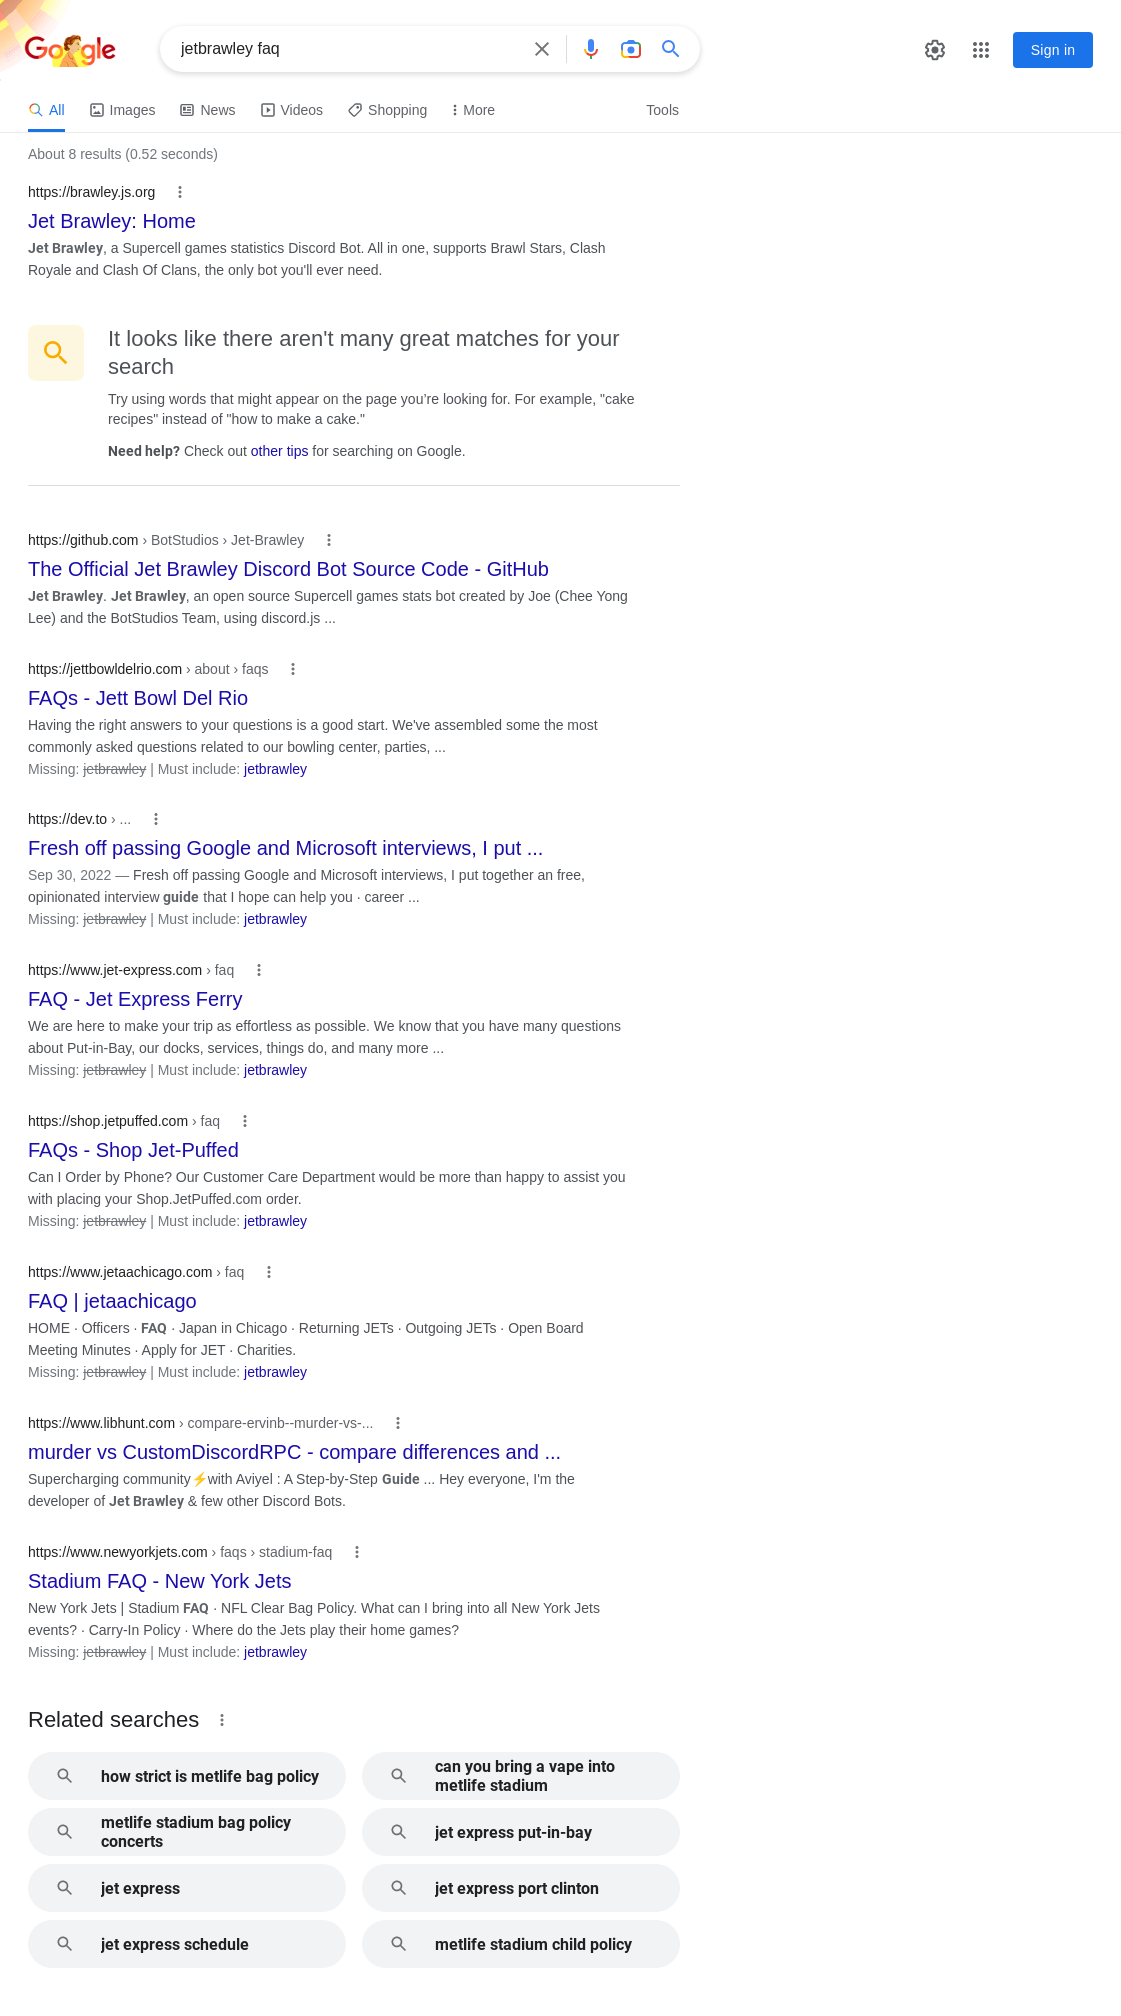 Google
jetbrawley faq
Sign in
All
Images
News
Videos
Shopping
More
Tools
About 8 results (0.52 seconds)
https://brawley.js.org
Jet Brawley: Home
Jet Brawley, a Supercell games statistics Discord Bot. All in one, supports Brawl Stars, Clash
Royale and Clash Of Clans, the only bot you'll ever need.
It looks like there aren't many great matches for your
search
Try using words that might appear on the page you’re looking for. For example, "cake
recipes" instead of "how to make a cake."
Need help? Check out other tips for searching on Google.
https://github.com › BotStudios › Jet-Brawley
The Official Jet Brawley Discord Bot Source Code - GitHub
Jet Brawley. Jet Brawley, an open source Supercell games stats bot created by Joe (Chee Yong
Lee) and the BotStudios Team, using discord.js ...
https://jettbowldelrio.com › about › faqs
FAQs - Jett Bowl Del Rio
Having the right answers to your questions is a good start. We've assembled some the most
commonly asked questions related to our bowling center, parties, ...
Missing: jetbrawley | Must include: jetbrawley
https://dev.to › ...
Fresh off passing Google and Microsoft interviews, I put ...
Sep 30, 2022 — Fresh off passing Google and Microsoft interviews, I put together an free,
opinionated interview guide that I hope can help you · career ...
Missing: jetbrawley | Must include: jetbrawley
https://www.jet-express.com › faq
FAQ - Jet Express Ferry
We are here to make your trip as effortless as possible. We know that you have many questions
about Put-in-Bay, our docks, services, things do, and many more ...
Missing: jetbrawley | Must include: jetbrawley
https://shop.jetpuffed.com › faq
FAQs - Shop Jet-Puffed
Can I Order by Phone? Our Customer Care Department would be more than happy to assist you
with placing your Shop.JetPuffed.com order.
Missing: jetbrawley | Must include: jetbrawley
https://www.jetaachicago.com › faq
FAQ | jetaachicago
HOME · Officers · FAQ · Japan in Chicago · Returning JETs · Outgoing JETs · Open Board
Meeting Minutes · Apply for JET · Charities.
Missing: jetbrawley | Must include: jetbrawley
https://www.libhunt.com › compare-ervinb--murder-vs-...
murder vs CustomDiscordRPC - compare differences and ...
Supercharging community⚡with Avivel : A Step-by-Step Guide ... Hey everyone, I'm the
developer of Jet Brawley & few other Discord Bots.
https://www.newyorkjets.com › faqs › stadium-faq
Stadium FAQ - New York Jets
New York Jets | Stadium FAQ · NFL Clear Bag Policy. What can I bring into all New York Jets
events? · Carry-In Policy · Where do the Jets play their home games?
Missing: jetbrawley | Must include: jetbrawley
Related searches
how strict is metlife bag policy
can you bring a vape into
metlife stadium
metlife stadium bag policy
concerts
jet express put-in-bay
jet express
jet express port clinton
jet express schedule
metlife stadium child policy